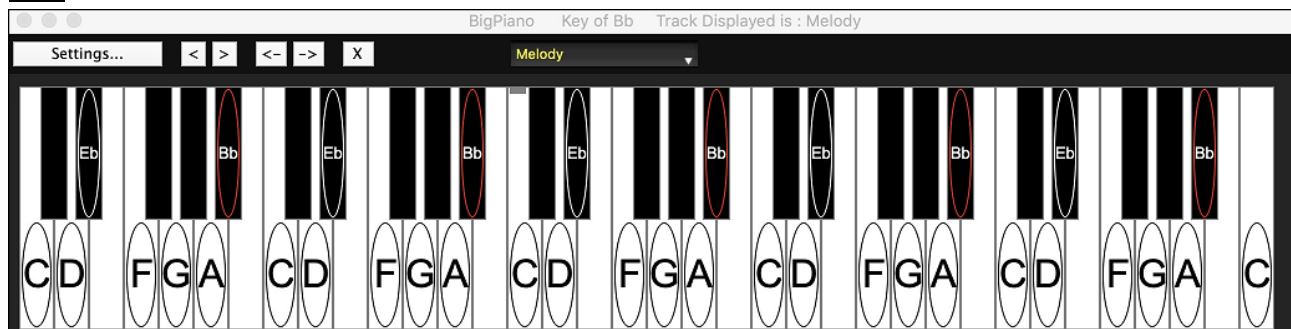 BigPiano Key of Bb Track Displayed is : Melody
Settings... < > <- -> X Melody
Eb Bb Eb Bb Eb Bb Eb Bb Eb Bb
C D F G A C D F G A C D F G A C D F G A C D F G A C